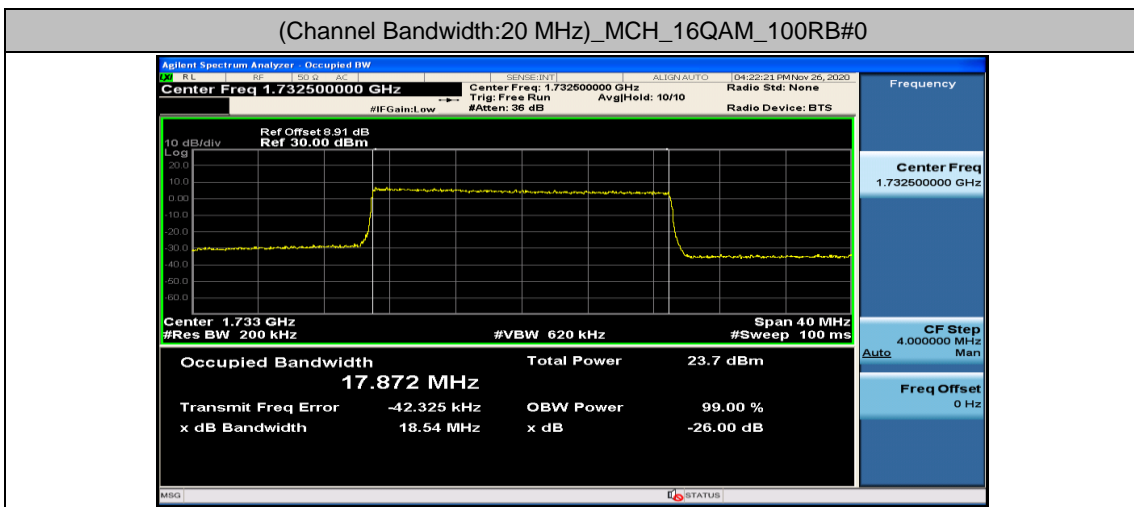 (Channel Bandwidth:20 MHz)_MCH_16QAM_100RB#0
Agilent Spectrum Analyzer - Occupied BW
LXI RL RF 50 Ω AC SENSE:INT ALIGNAUTO 04:22:21 PM Nov 26, 2020
Center Freq 1.732500000 GHz
Center Freq: 1.732500000 GHz
Radio Std: None
Trig: Free Run Avg|Hold: 10/10
#IFGain:Low #Atten: 36 dB Radio Device: BTS
Ref Offset 8.91 dB
10 dB/div Ref 30.00 dBm
Log
20.0
10.0
0.00
-10.0
-20.0
-30.0
-40.0
-50.0
-60.0
Center 1.733 GHz Span 40 MHz
#Res BW 200 kHz #VBW 620 kHz #Sweep 100 ms
Occupied Bandwidth Total Power 23.7 dBm
17.872 MHz
Transmit Freq Error -42.325 kHz OBW Power 99.00 %
x dB Bandwidth 18.54 MHz x dB -26.00 dB
Frequency
Center Freq
1.732500000 GHz
CF Step
4.000000 MHz
Auto Man
Freq Offset
0 Hz
MSG STATUS